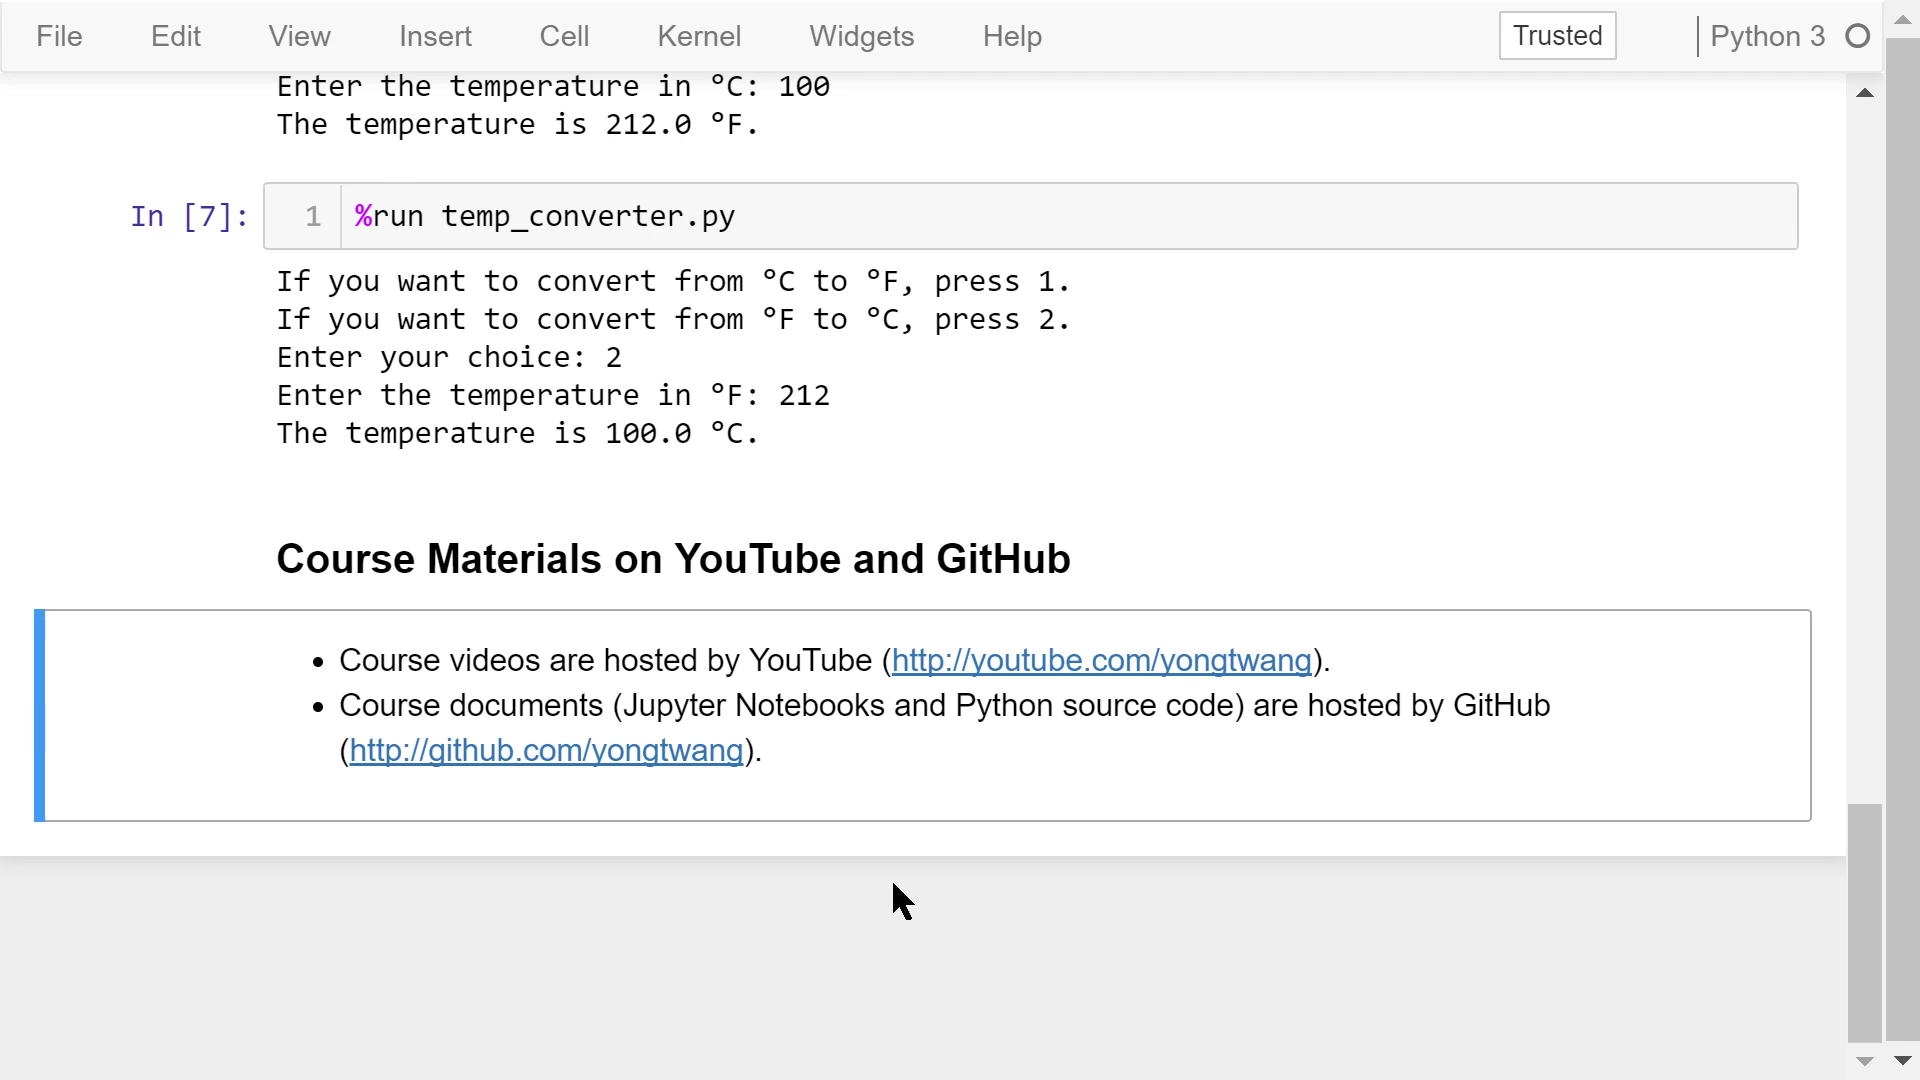 File Edit View Insert Cell Kernel Widgets Help Trusted Python 3
Enter the temperature in °C: 100
The temperature is 212.0 °F.
In [7]: 1 %run temp_converter.py
If you want to convert from °C to °F, press 1.
If you want to convert from °F to °C, press 2.
Enter your choice: 2
Enter the temperature in °F: 212
The temperature is 100.0 °C.
Course Materials on YouTube and GitHub
• Course videos are hosted by YouTube (http://youtube.com/yongtwang).
• Course documents (Jupyter Notebooks and Python source code) are hosted by GitHub
(http://github.com/yongtwang).